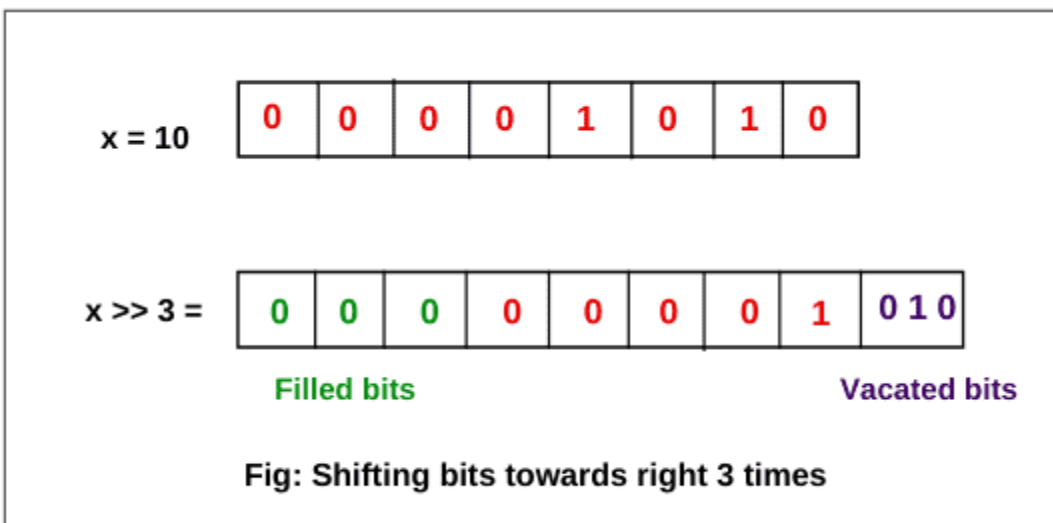 x = 10 0 0 0 0 1 0 1 0
x >> 3 = 0 0 0 0 0 0 0 1 0 1 0
Filled bits Vacated bits
Fig: Shifting bits towards right 3 times